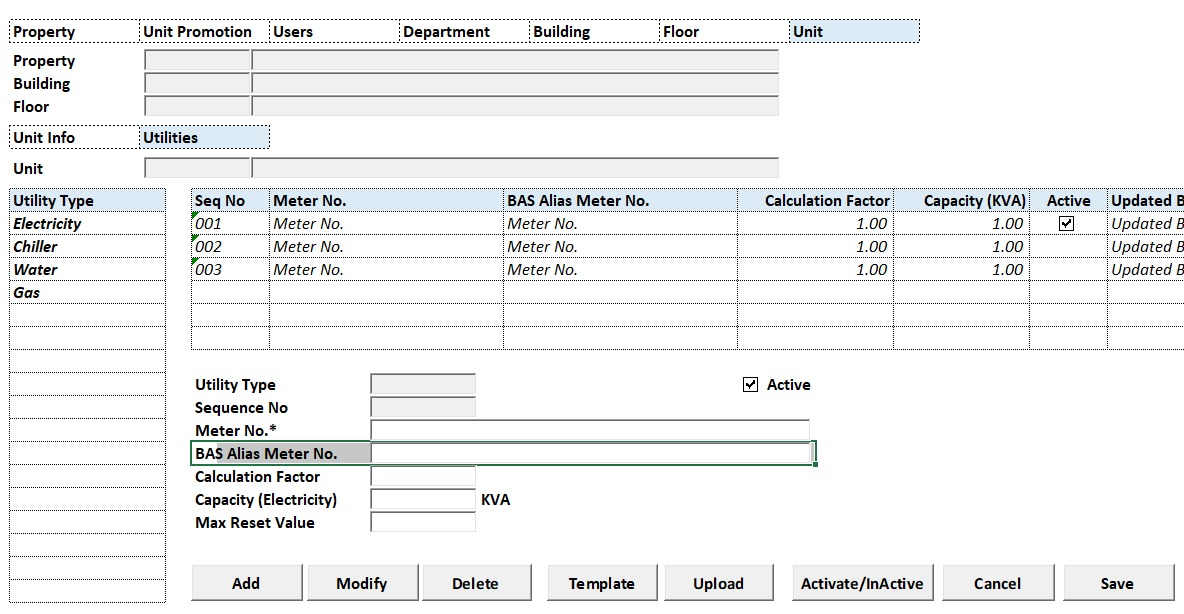 Property Unit Promotion Users Department Building Floor Unit
Property
Building
Floor
Unit Info Utilities
Unit
Utility Type Seq No Meter No. BAS Alias Meter No. Calculation Factor Capacity (KVA) Active Updated B
Electricity 001 Meter No. Meter No. 1.00 1.00 Updated B
Chiller 002 Meter No. Meter No. 1.00 1.00 Updated B
Water 003 Meter No. Meter No. 1.00 1.00 Updated B
Gas
Utility Type Active
Sequence No
Meter No.*
BAS Alias Meter No.
Calculation Factor
Capacity (Electricity) KVA
Max Reset Value
Add Modify Delete Template Upload Activate/InActive Cancel Save